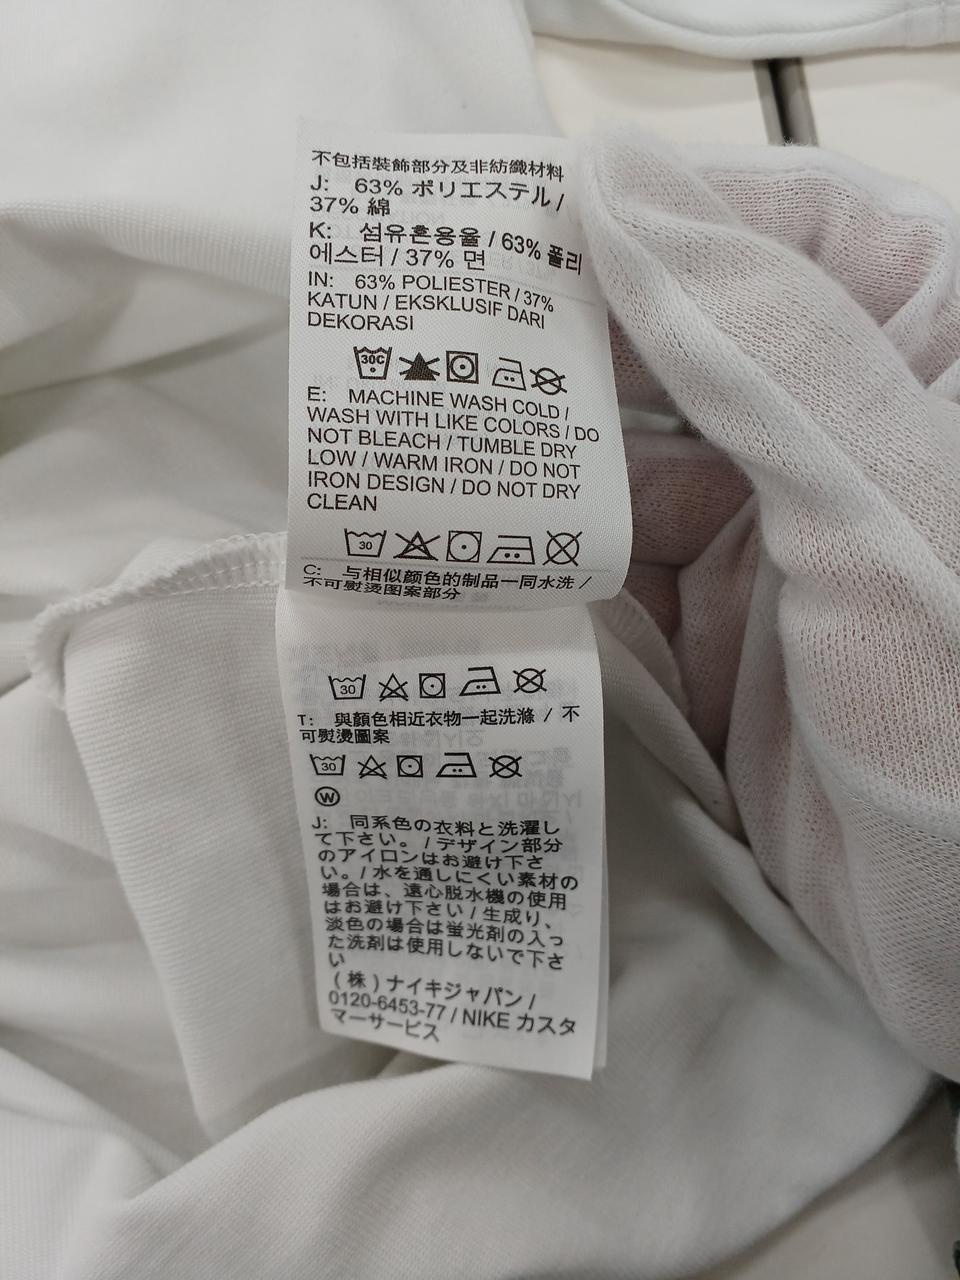 不包括裝飾部分及非紡織材料
J: 63% ポリエステル /
37% 綿
K: 섬유혼용율 / 63% 폴리
에스터 / 37% 면
IN: 63% POLIESTER / 37%
KATUN / EKSKLUSIF DARI
DEKORASI
30C
E: MACHINE WASH COLD /
WASH WITH LIKE COLORS / DO
NOT BLEACH / TUMBLE DRY
LOW / WARM IRON / DO NOT
IRON DESIGN / DO NOT DRY
CLEAN
30
C: 与相似颜色的制品一同水洗 /
不可熨烫图案部分
30
T: 與顏色相近衣物一起洗滌 / 不
可熨燙圖案
30
W
J: 同系色の衣料と洗濯し
て下さい。 / デザイン部分
のアイロンはお避け下さ
い。/ 水を通しにくい素材の
場合は、遠心脱水機の使用
はお避け下さい / 生成り、
淡色の場合は蛍光剤の入っ
た洗剤は使用しないで下さ
い
(株) ナイキジャパン /
0120-6453-77 / NIKE カスタ
マーサービス